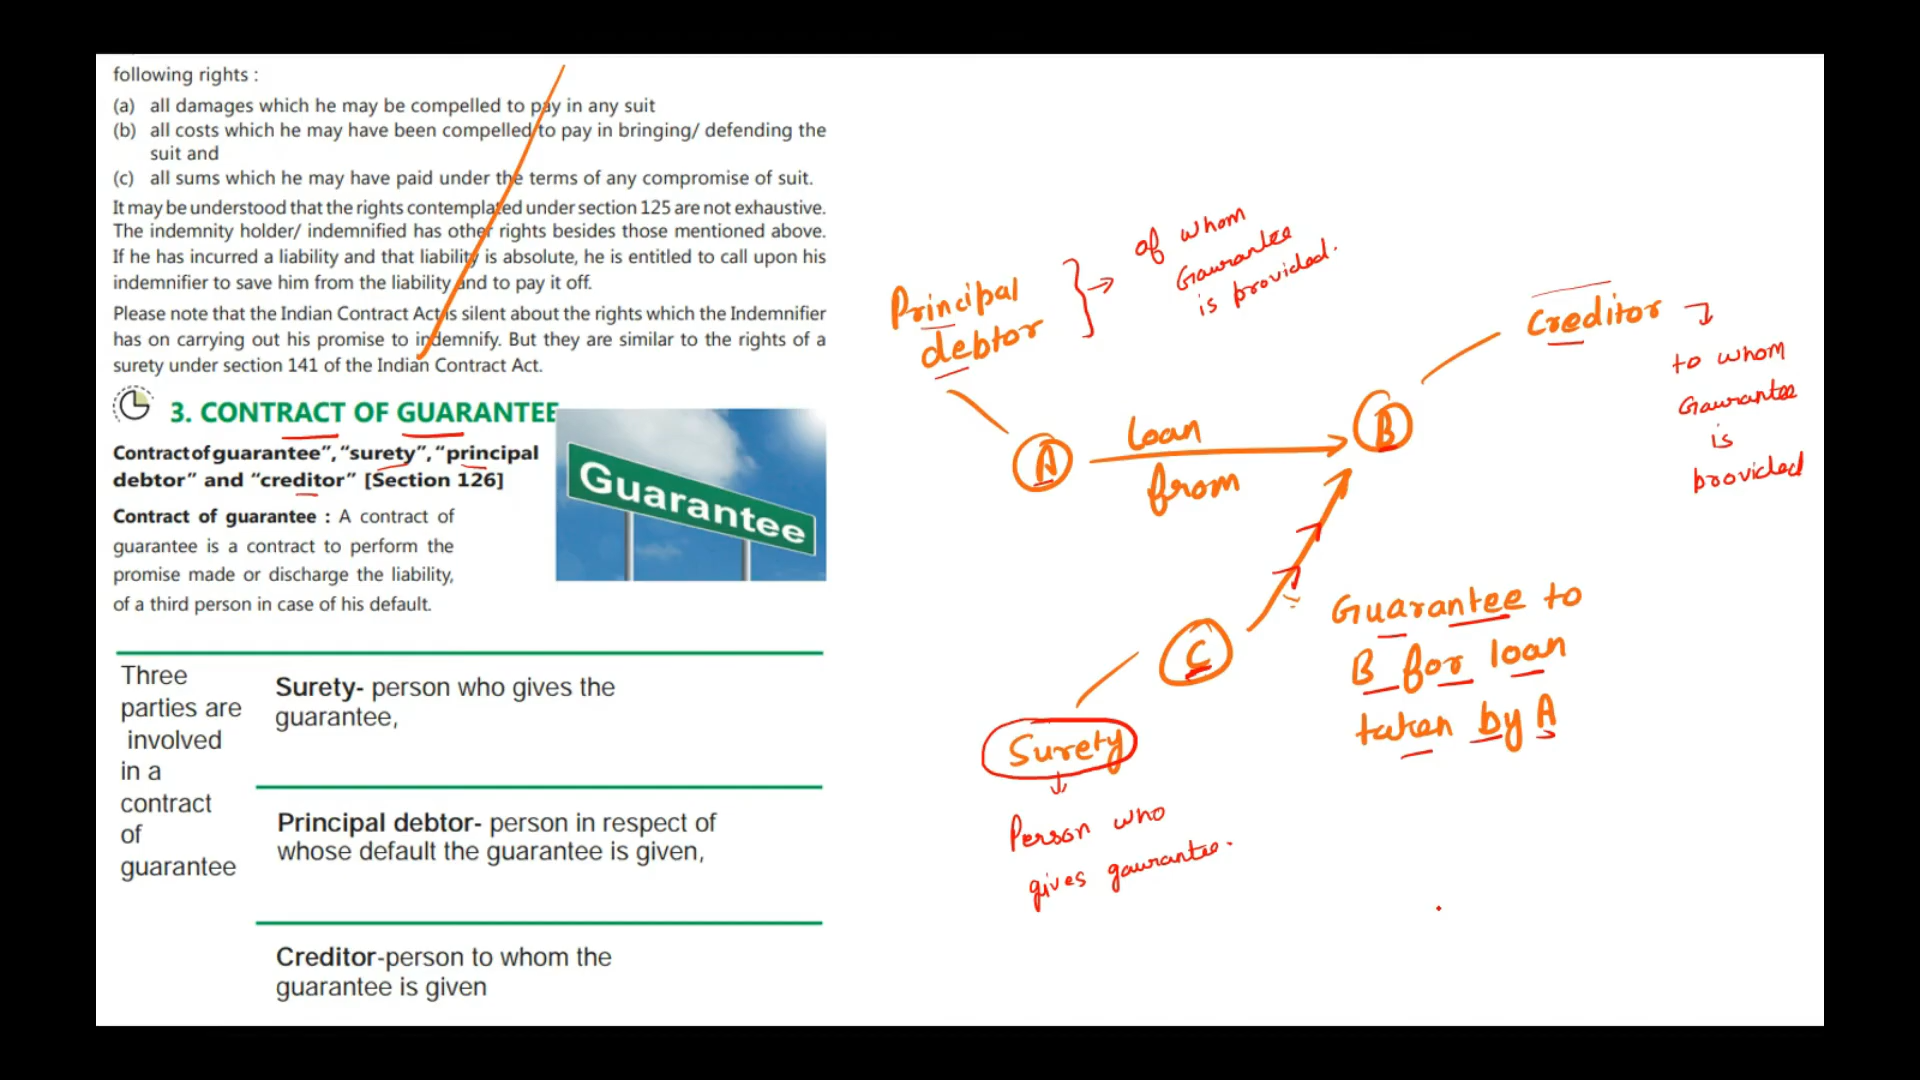 following rights :
(a) all damages which he may be compelled to pay in any suit
(b) all costs which he may have been compelled to pay in bringing/ defending the
suit and
(c) all sums which he may have paid under the terms of any compromise of suit.
It may be understood that the rights contemplated under section 125 are not exhaustive.
The indemnity holder/ indemnified has other rights besides those mentioned above.
If he has incurred a liability and that liability is absolute, he is entitled to call upon his
indemnifier to save him from the liability and to pay it off.
Please note that the Indian Contract Act is silent about the rights which the Indemnifier
has on carrying out his promise to indemnify. But they are similar to the rights of a
surety under section 141 of the Indian Contract Act.
3. CONTRACT OF GUARANTEE
Contract of guarantee”, “surety”, “principal
debtor” and “creditor” [Section 126]
Contract of guarantee : A contract of
guarantee is a contract to perform the
promise made or discharge the liability,
of a third person in case of his default.
Guarantee
Three
parties are
involved
in a
contract
of
guarantee
Surety- person who gives the
guarantee,
Principal debtor- person in respect of
whose default the guarantee is given,
Creditor-person to whom the
guarantee is given
Principal
debtor
of whom
Gaurantee
is provided.
Creditor
to whom
Gaurantee
is
provided
A
loan
from
B
C
Guarantee to
B for loan
taken by A
Surety
Person who
gives gaurantee.